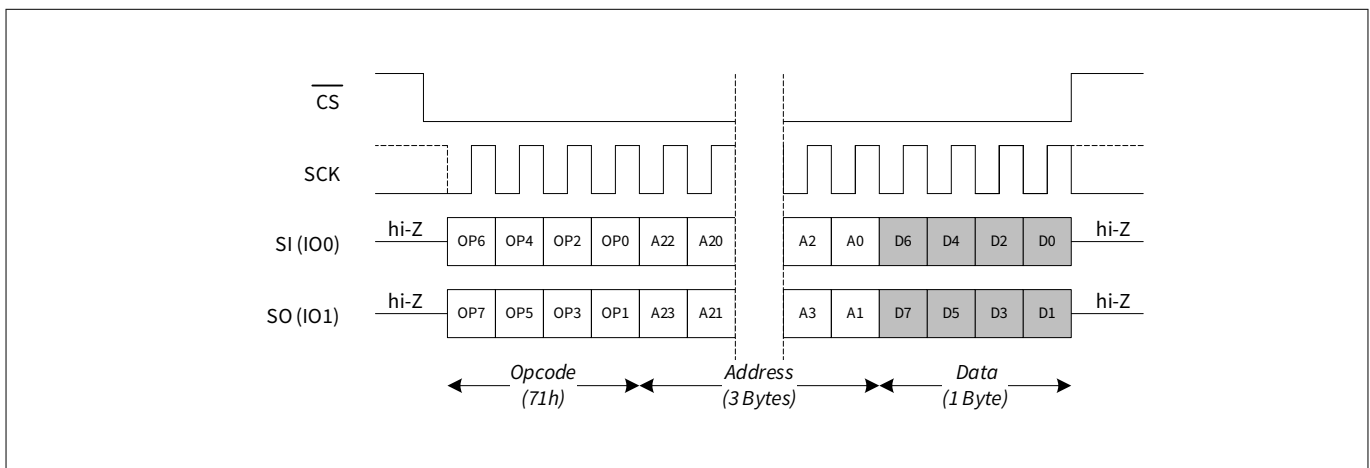 CS
SCK
SI (IO0) hi-Z OP6 OP4 OP2 OP0 A22 A20 A2 A0 D6 D4 D2 D0 hi-Z
SO (IO1) hi-Z OP7 OP5 OP3 OP1 A23 A21 A3 A1 D7 D5 D3 D1 hi-Z
Opcode Address Data
(71h) (3 Bytes) (1 Byte)